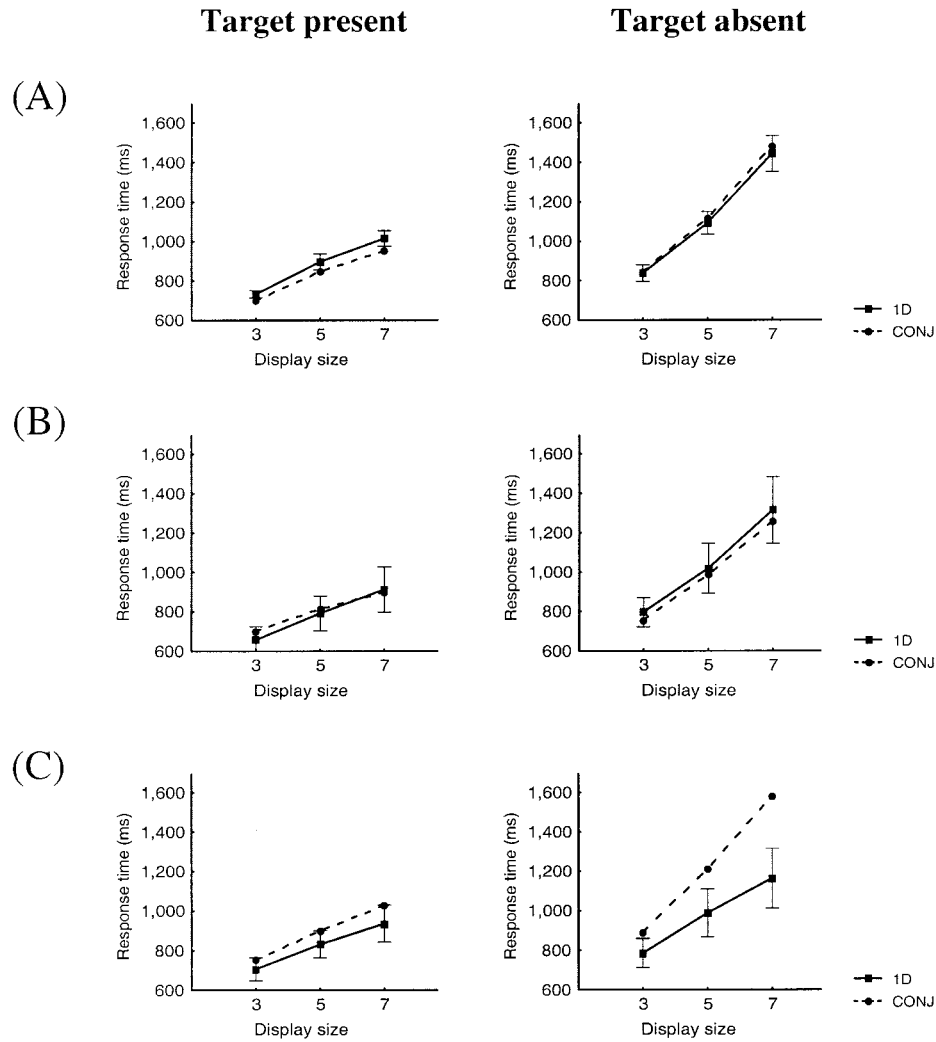 Target present
Target absent
(A)
Response time (ms)
1,600
1,400
1,200
1,000
800
600
3 5 7
Display size
Response time (ms)
1,600
1,400
1,200
1,000
800
600
3 5 7
Display size
1D
CONJ
(B)
Response time (ms)
1,600
1,400
1,200
1,000
800
600
3 5 7
Display size
Response time (ms)
1,600
1,400
1,200
1,000
800
600
3 5 7
Display size
1D
CONJ
(C)
Response time (ms)
1,600
1,400
1,200
1,000
800
600
3 5 7
Display size
Response time (ms)
1,600
1,400
1,200
1,000
800
600
3 5 7
Display size
1D
CONJ